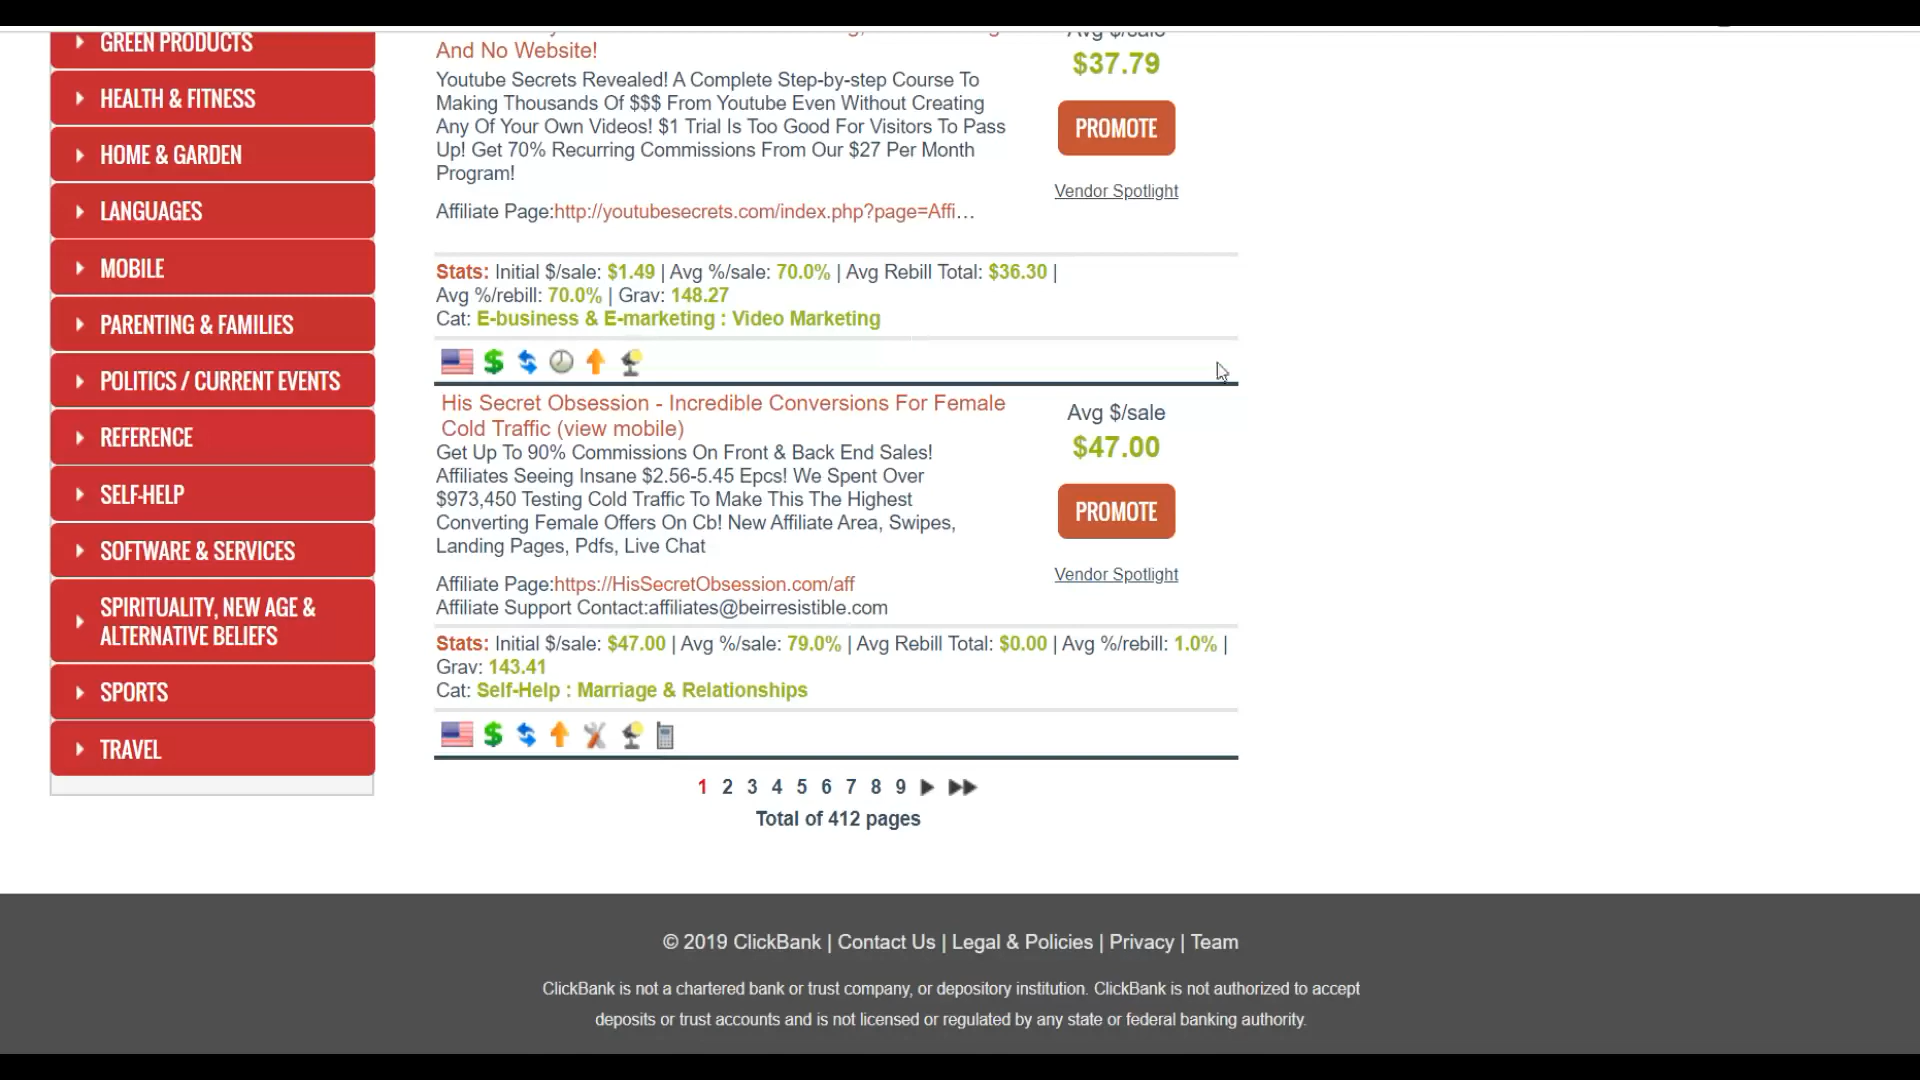 GREEN PRODUCTS
HEALTH & FITNESS
HOME & GARDEN
LANGUAGES
MOBILE
PARENTING & FAMILIES
POLITICS / CURRENT EVENTS
REFERENCE
SELF-HELP
SOFTWARE & SERVICES
SPIRITUALITY, NEW AGE &
ALTERNATIVE BELIEFS
SPORTS
TRAVEL
And No Website!
Youtube Secrets Revealed! A Complete Step-by-step Course To
Making Thousands Of $$$ From Youtube Even Without Creating
Any Of Your Own Videos! $1 Trial Is Too Good For Visitors To Pass
Up! Get 70% Recurring Commissions From Our $27 Per Month
Program!
Affiliate Page:http://youtubesecrets.com/index.php?page=Affi...
Avg $/sale
$37.79
PROMOTE
Vendor Spotlight
Stats: Initial $/sale: $1.49 | Avg %/sale: 70.0% | Avg Rebill Total: $36.30 |
Avg %/rebill: 70.0% | Grav: 148.27
Cat: E-business & E-marketing : Video Marketing
His Secret Obsession - Incredible Conversions For Female
Cold Traffic (view mobile)
Get Up To 90% Commissions On Front & Back End Sales!
Affiliates Seeing Insane $2.56-5.45 Epcs! We Spent Over
$973,450 Testing Cold Traffic To Make This The Highest
Converting Female Offers On Cb! New Affiliate Area, Swipes,
Landing Pages, Pdfs, Live Chat
Affiliate Page:https://HisSecretObsession.com/aff
Affiliate Support Contact:affiliates@beirresistible.com
Avg $/sale
$47.00
PROMOTE
Vendor Spotlight
Stats: Initial $/sale: $47.00 | Avg %/sale: 79.0% | Avg Rebill Total: $0.00 | Avg %/rebill: 1.0% |
Grav: 143.41
Cat: Self-Help : Marriage & Relationships
1 2 3 4 5 6 7 8 9
Total of 412 pages
© 2019 ClickBank | Contact Us | Legal & Policies | Privacy | Team
ClickBank is not a chartered bank or trust company, or depository institution. ClickBank is not authorized to accept
deposits or trust accounts and is not licensed or regulated by any state or federal banking authority.